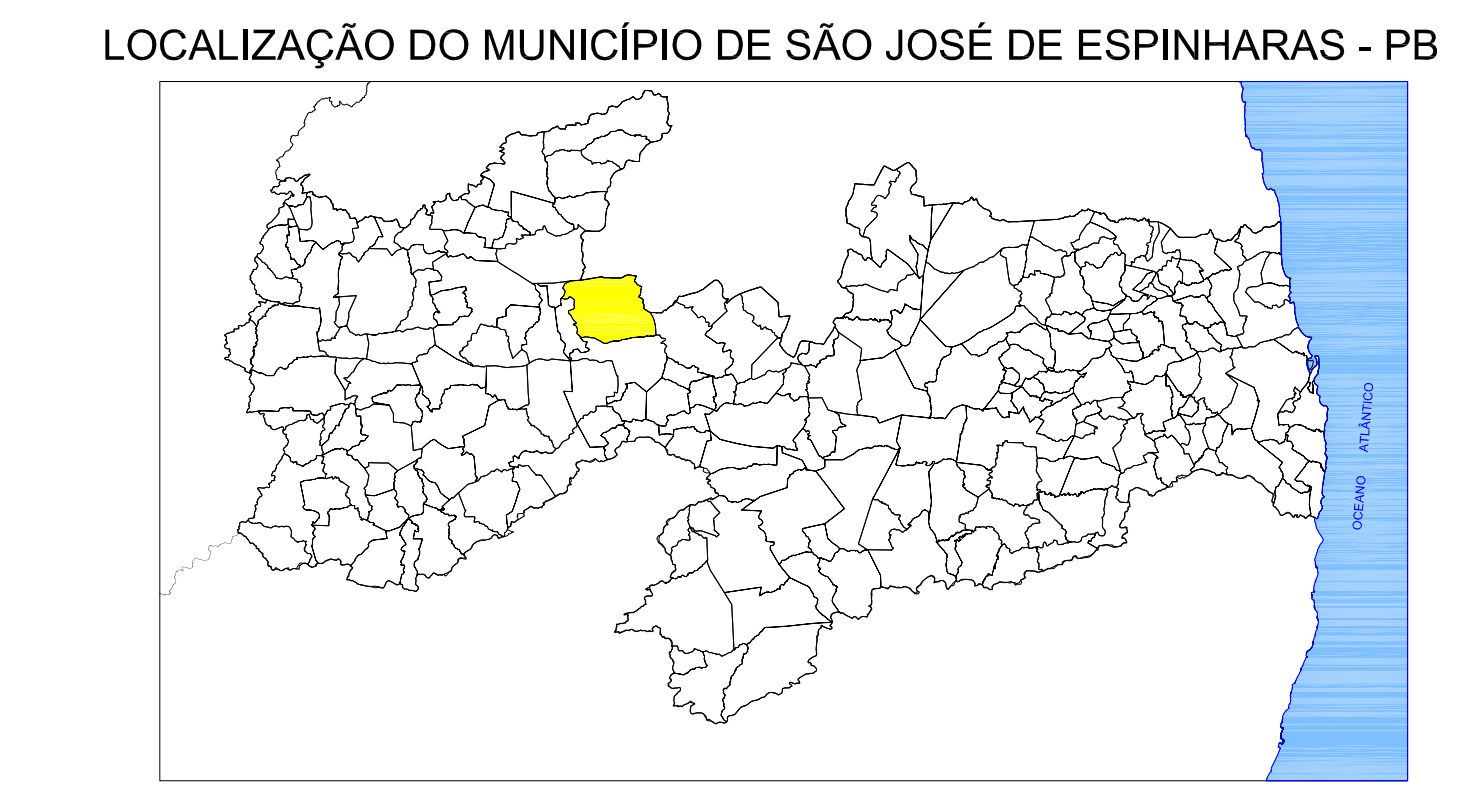 LOCALIZAÇÃO DO MUNICÍPIO DE SÃO JOSÉ DE ESPINHARAS - PB
OCEANO ATLÂNTICO